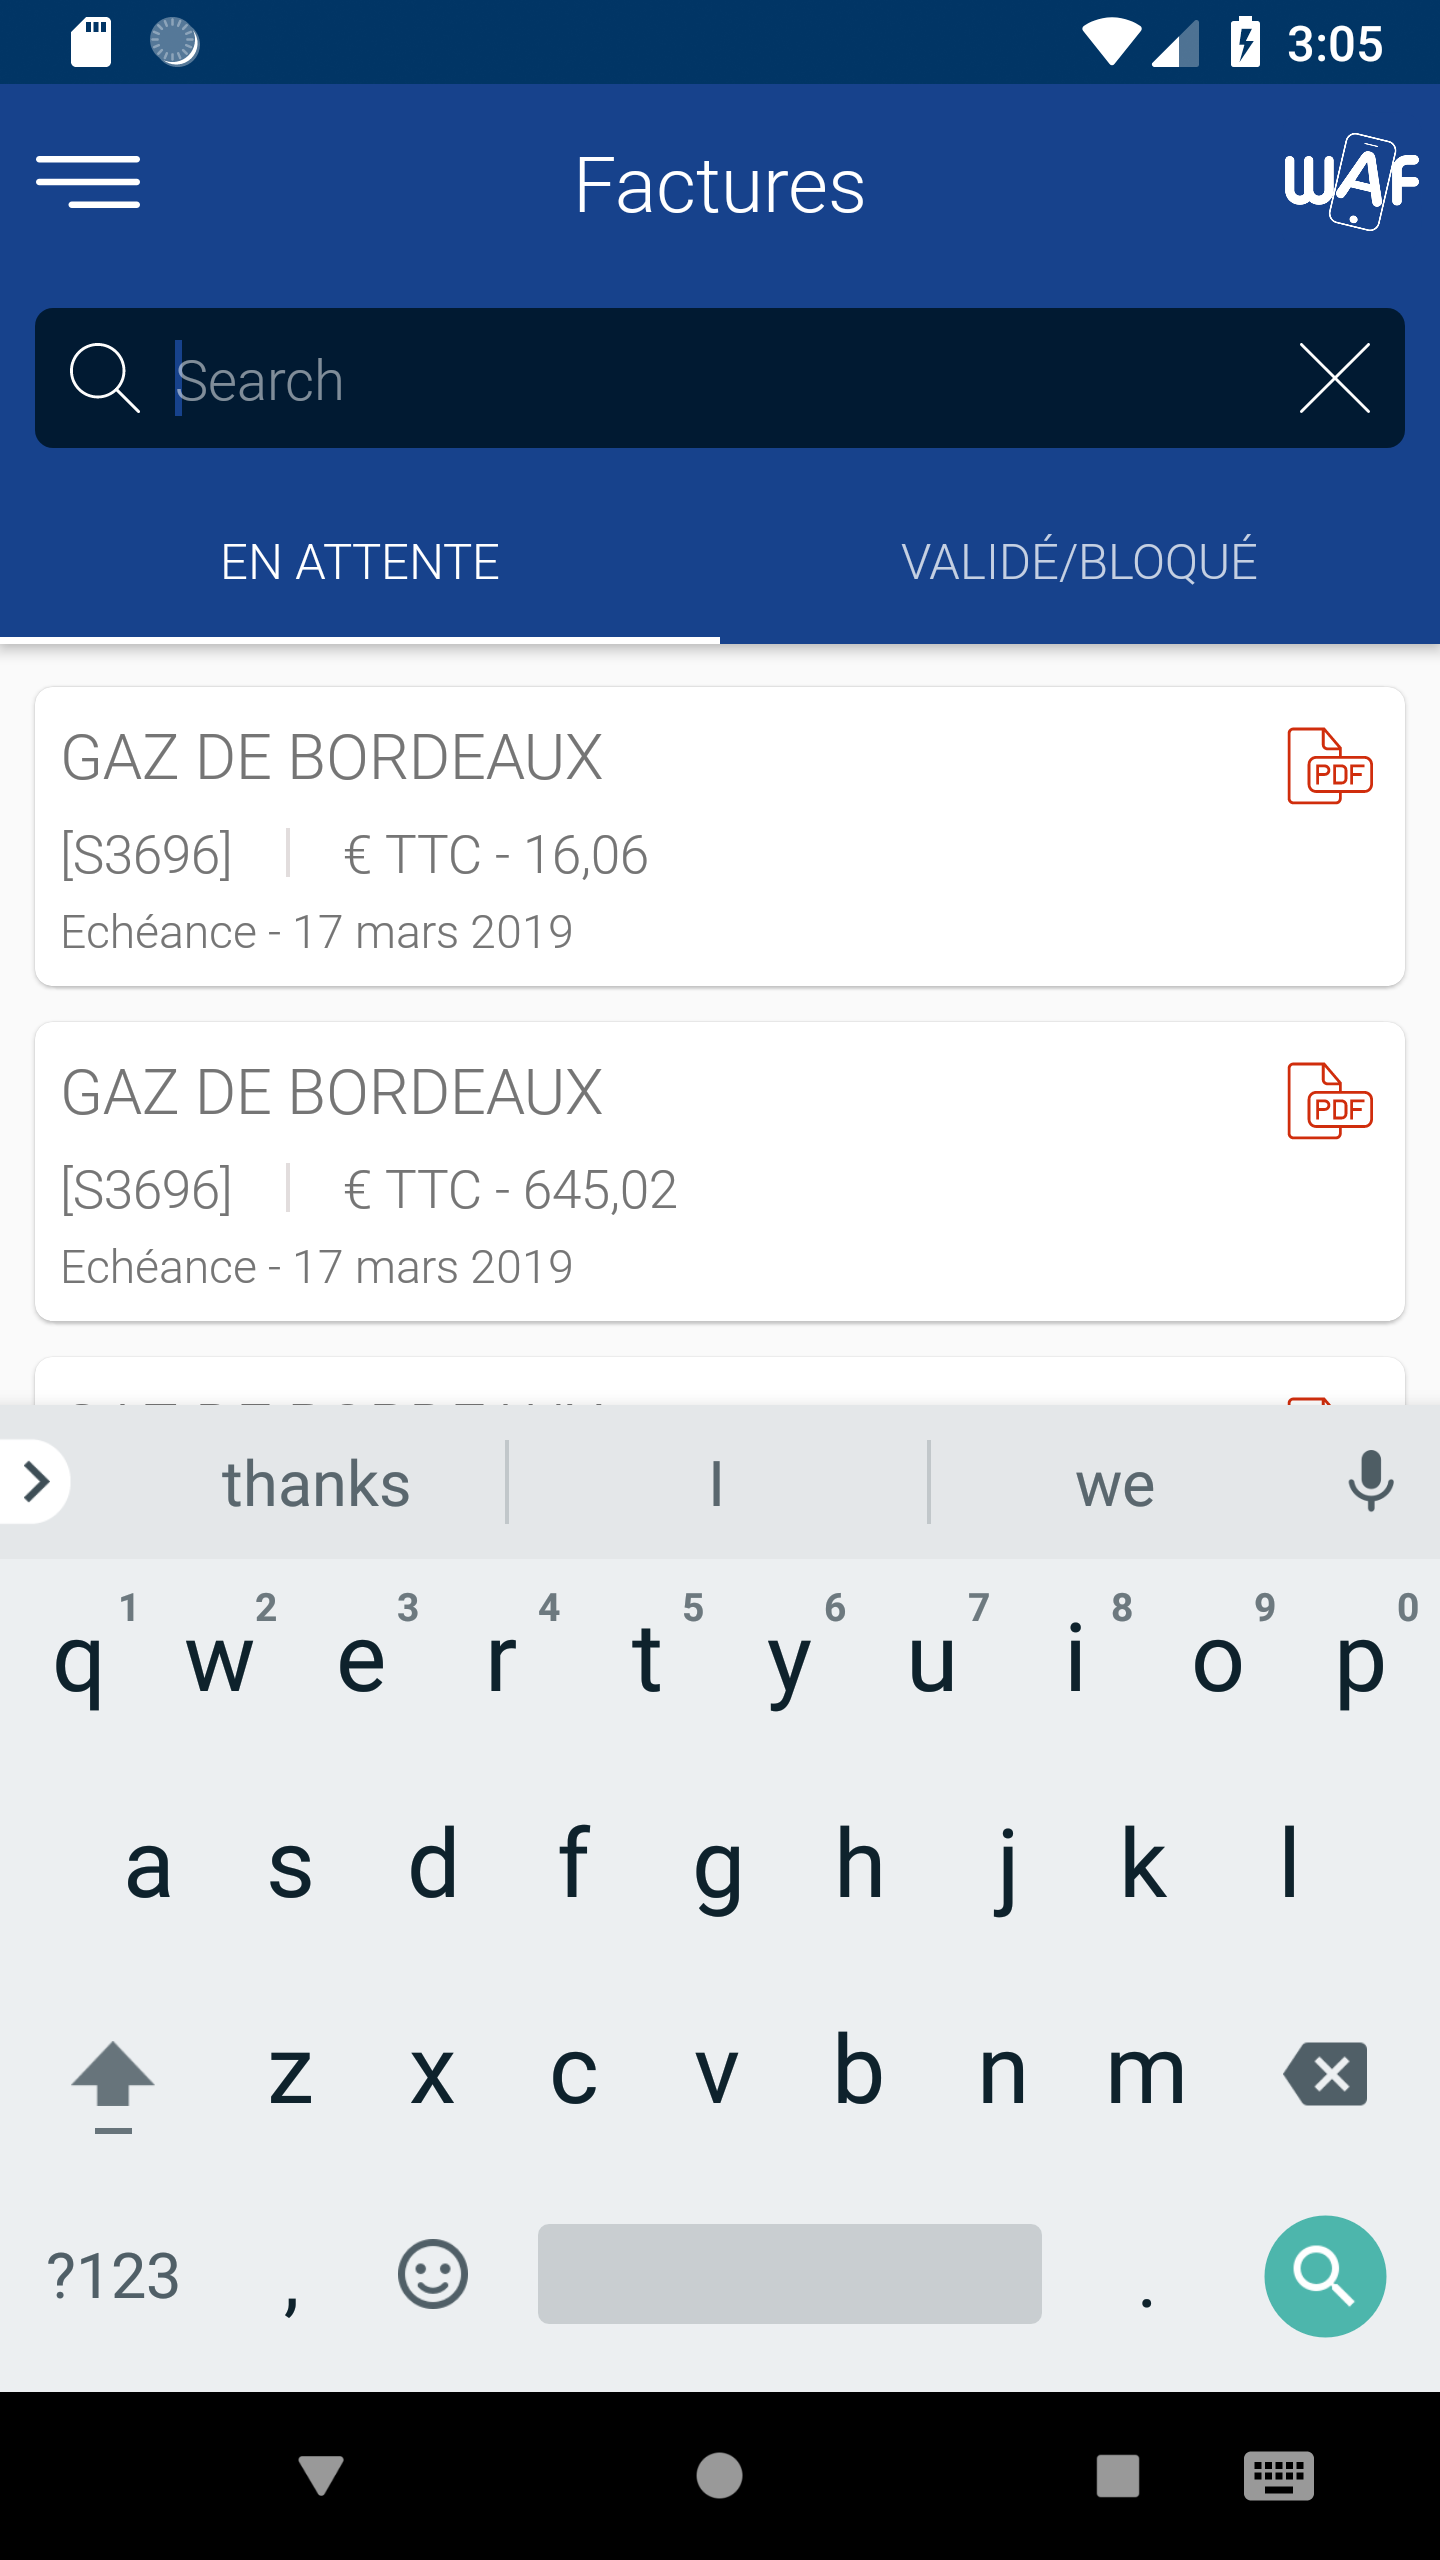 3:05
Factures
WAF
Search
EN ATTENTE
VALIDÉ/BLOQUÉ
GAZ DE BORDEAUX
PDF
[S3696]
€ TTC - 16,06
Echéance - 17 mars 2019
GAZ DE BORDEAUX
PDF
[S3696]
€ TTC - 645,02
Echéance - 17 mars 2019
thanks I we
1 2 3 4 5 6 7 8 9 0
q w e r t y u i o p
a s d f g h j k l
z x c v b n m
?123 , .